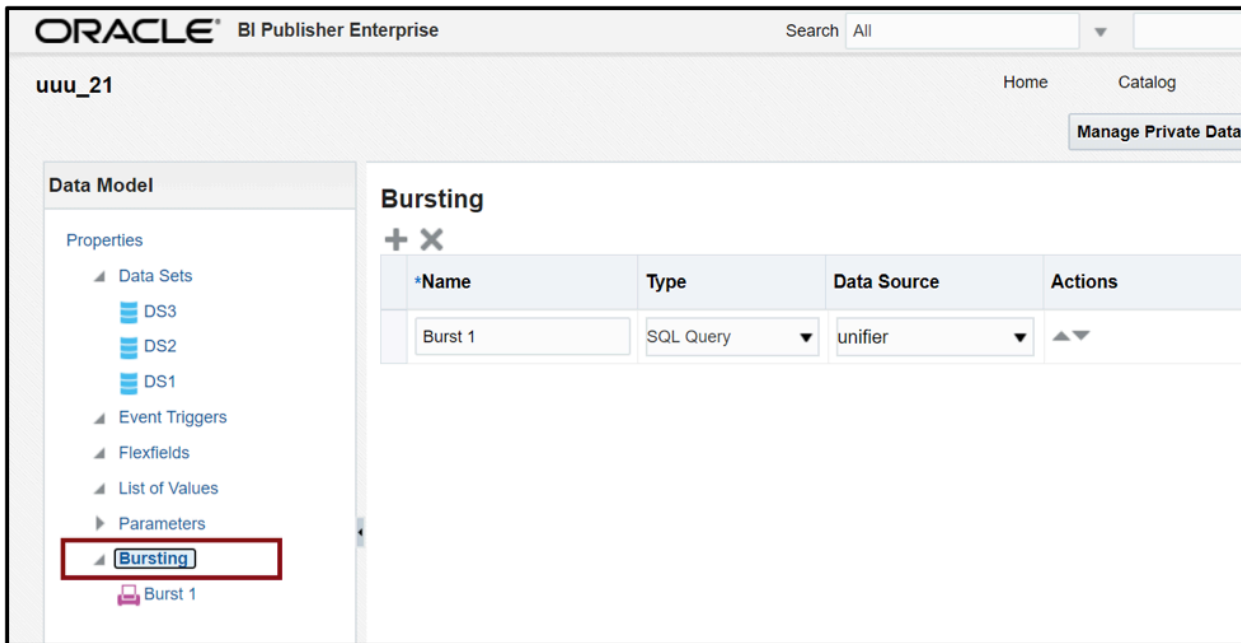 ORACLE® BI Publisher Enterprise Search All
uuu_21 Home Catalog
Manage Private Data
Data Model
Properties
Data Sets
DS3
DS2
DS1
Event Triggers
Flexfields
List of Values
Parameters
Bursting
Burst 1
Bursting
*Name Type Data Source Actions
Burst 1 SQL Query unifier